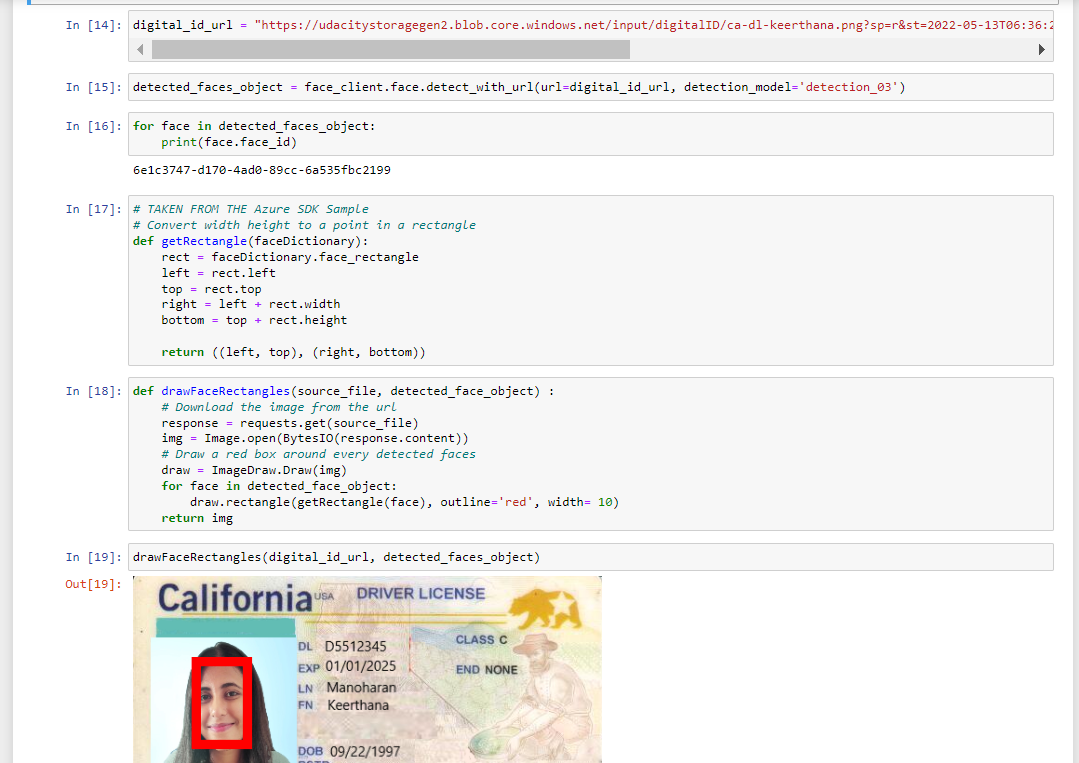 In [14]: digital_id_url = "https://udacitystoragegen2.blob.core.windows.net/input/digitalID/ca-dl-keerthana.png?sp=r&st=2022-05-13T06:36:2
In [15]: detected_faces_object = face_client.face.detect_with_url(url=digital_id_url, detection_model='detection_03')
In [16]: for face in detected_faces_object:
print(face.face_id)
6e1c3747-d170-4ad0-89cc-6a535fbc2199
In [17]: # TAKEN FROM THE Azure SDK Sample
# Convert width height to a point in a rectangle
def getRectangle(faceDictionary):
rect = faceDictionary.face_rectangle
left = rect.left
top = rect.top
right = left + rect.width
bottom = top + rect.height
return ((left, top), (right, bottom))
In [18]: def drawFaceRectangles(source_file, detected_face_object) :
# Download the image from the url
response = requests.get(source_file)
img = Image.open(BytesIO(response.content))
# Draw a red box around every detected faces
draw = ImageDraw.Draw(img)
for face in detected_face_object:
draw.rectangle(getRectangle(face), outline='red', width= 10)
return img
In [19]: drawFaceRectangles(digital_id_url, detected_faces_object)
Out[19]:
California USA DRIVER LICENSE
DL D5512345 CLASS C
EXP 01/01/2025 END NONE
LN Manoharan
FN Keerthana
DOB 09/22/1997